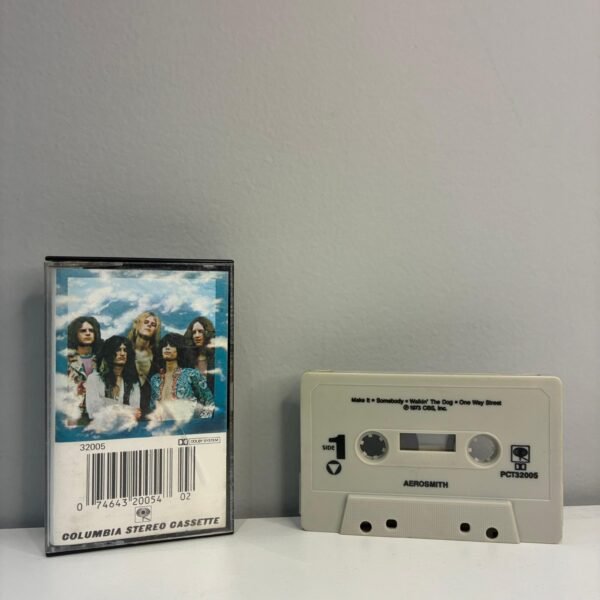 32005
DOLBY SYSTEM
0 74643 20054 02
COLUMBIA STEREO CASSETTE
Make It • Somebody • Walkin' The Dog • One Way Street
℗ 1973 CBS, Inc.
SIDE 1
AEROSMITH
PCT32005